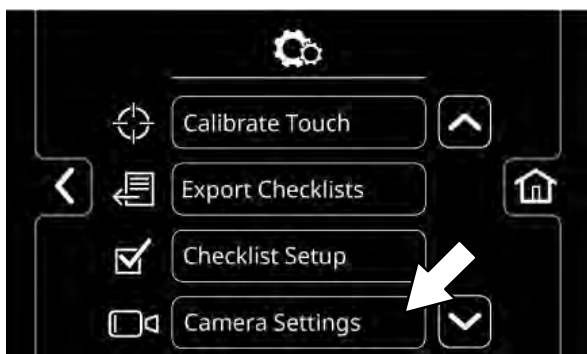 Calibrate Touch
Export Checklists
Checklist Setup
Camera Settings